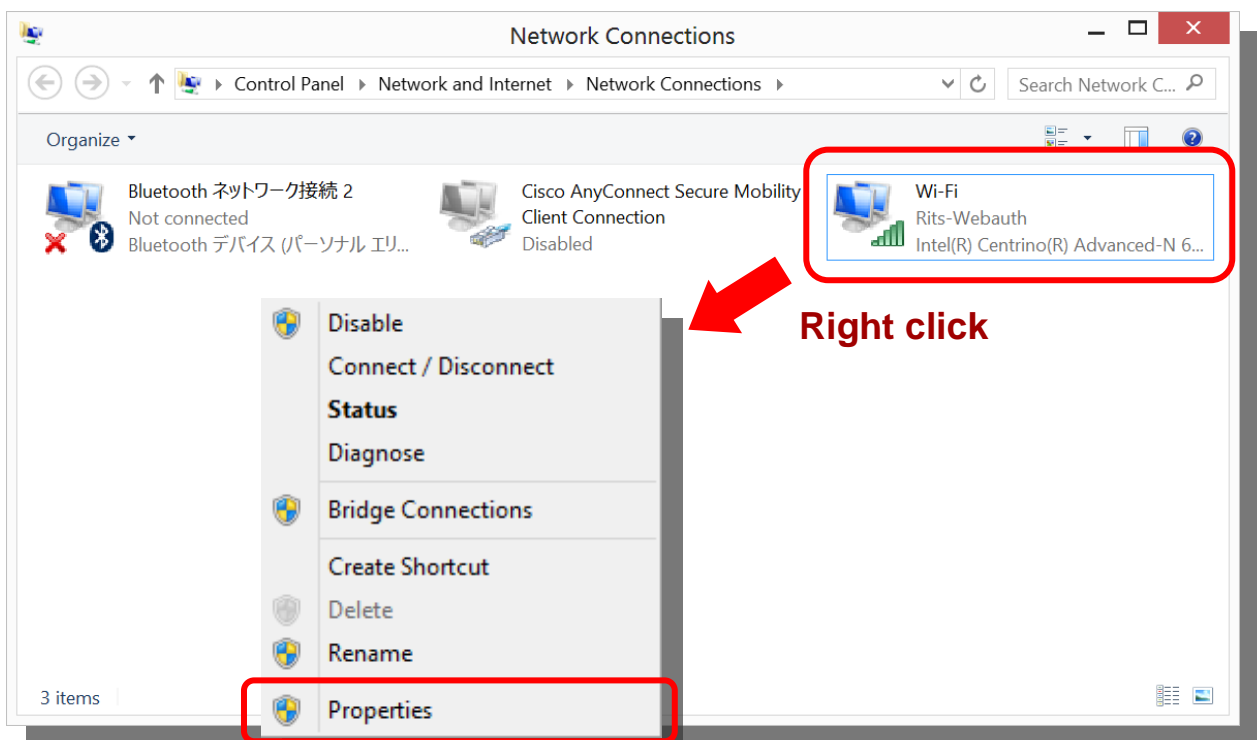 Network Connections
Control Panel Network and Internet Network Connections
Search Network C...
Organize
Bluetooth ネットワーク接続 2
Not connected
Bluetooth デバイス (パーソナル エリ...
Cisco AnyConnect Secure Mobility
Client Connection
Disabled
Wi-Fi
Rits-Webauth
Intel(R) Centrino(R) Advanced-N 6...
Right click
Disable
Connect / Disconnect
Status
Diagnose
Bridge Connections
Create Shortcut
Delete
Rename
Properties
3 items